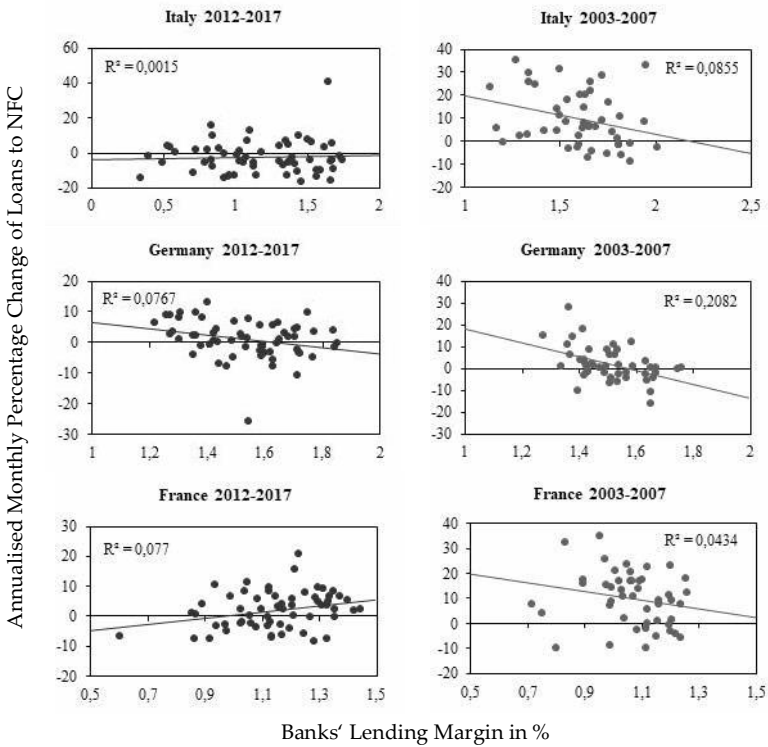 Annualised Monthly Percentage Change of Loans to NFC
Italy 2012-2017
R² = 0,0015
60
40
20
0
-20
0 0,5 1 1,5 2
Italy 2003-2007
R² = 0,0855
40
30
20
10
0
-10
-20
1 1,5 2 2,5
Germany 2012-2017
R² = 0,0767
20
10
0
-10
-20
-30
1 1,2 1,4 1,6 1,8 2
Germany 2003-2007
R² = 0,2082
40
30
20
10
0
-10
-20
-30
1 1,2 1,4 1,6 1,8 2
France 2012-2017
R² = 0,077
30
20
10
0
-10
-20
0,5 0,7 0,9 1,1 1,3 1,5
France 2003-2007
R² = 0,0434
40
30
20
10
0
-10
-20
0,5 0,7 0,9 1,1 1,3 1,5
Banks‘ Lending Margin in %